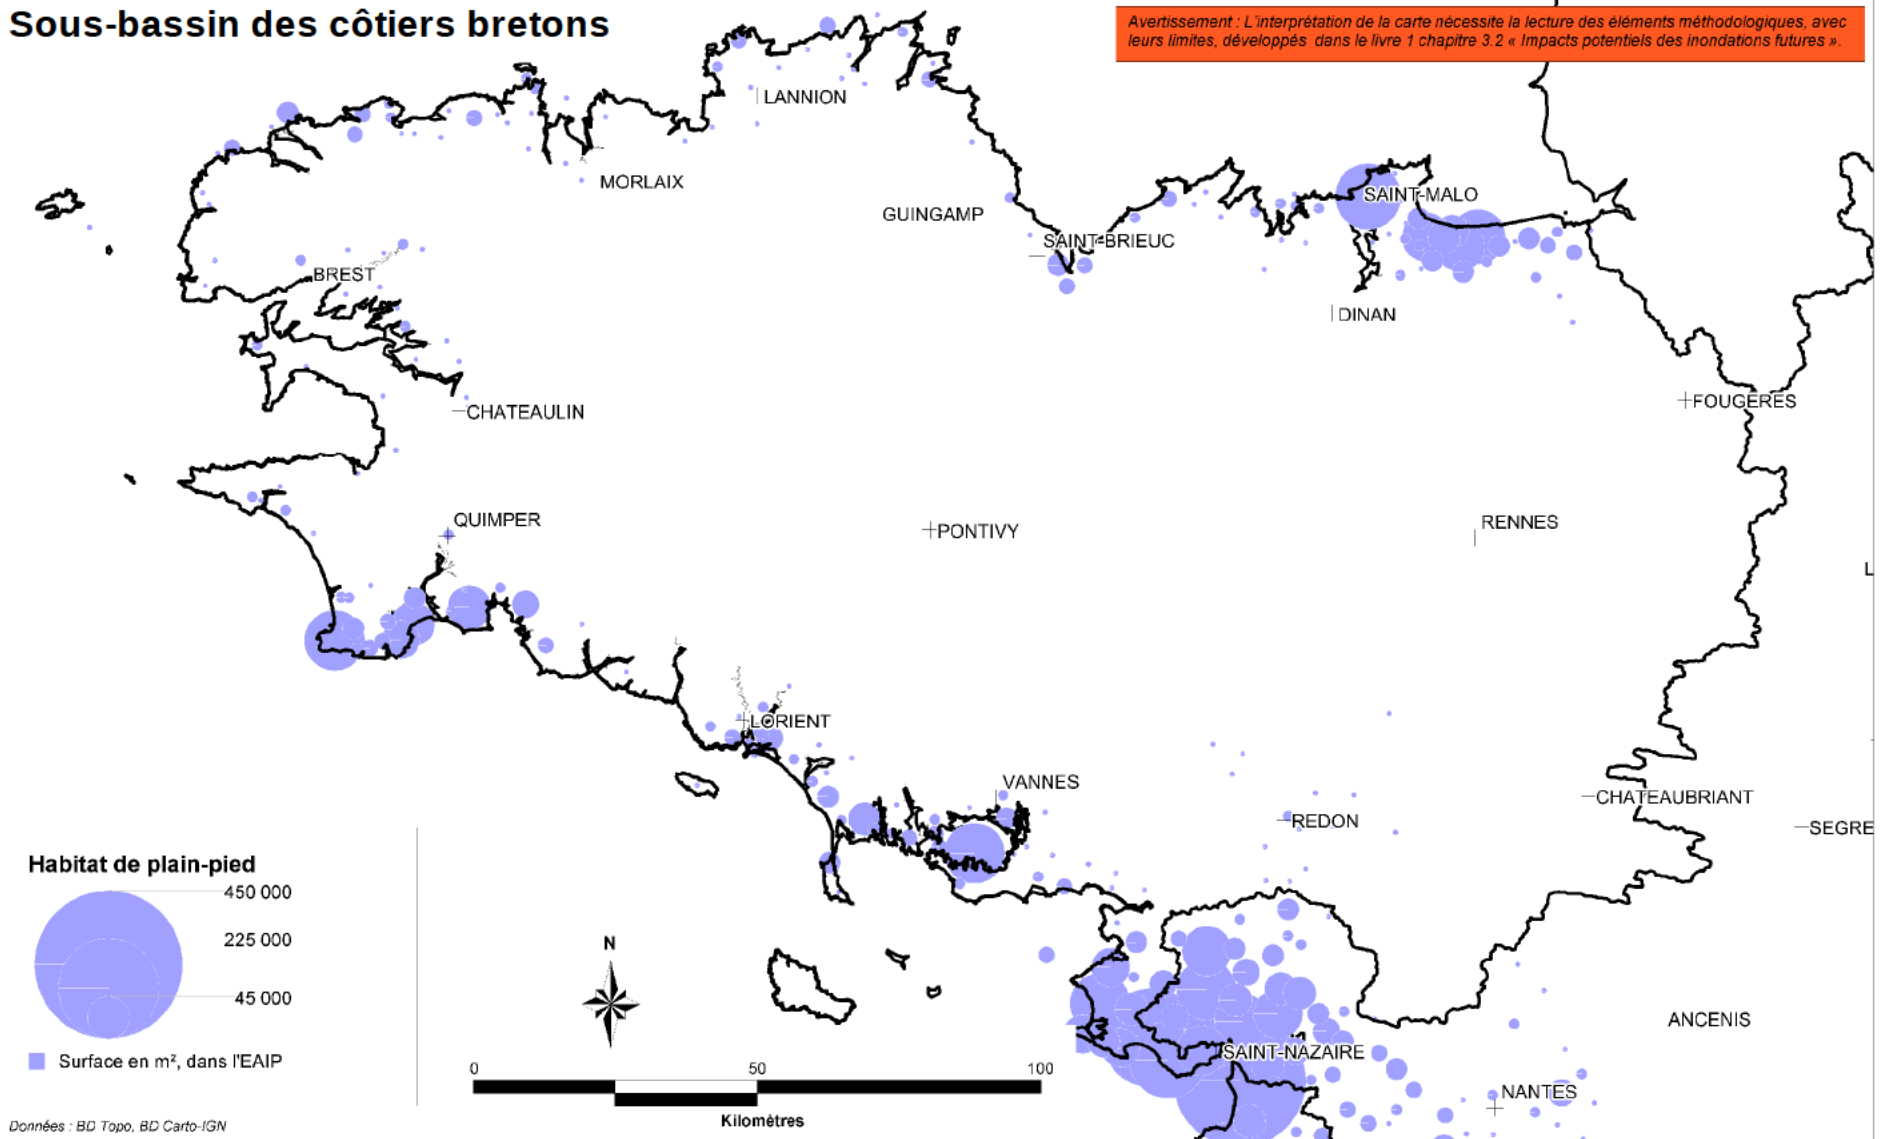 Sous-bassin des côtiers bretons
Avertissement : L'interprétation de la carte nécessite la lecture des éléments méthodologiques, avec
leurs limites, développés dans le livre 1 chapitre 3.2 « Impacts potentiels des inondations futures ».
LANNION
MORLAIX
GUINGAMP
SAINT-MALO
SAINT-BRIEUC
BREST
DINAN
CHATEAULIN
FOUGERES
QUIMPER
PONTIVY
RENNES
L
LORIENT
VANNES
CHATEAUBRIANT
REDON
SEGRE
Habitat de plain-pied
450 000
225 000
45 000
Surface en m², dans l'EAIP
N
ANCENIS
SAINT-NAZAIRE
NANTES
0 50 100
Kilomètres
Données : BD Topo, BD Carto-IGN